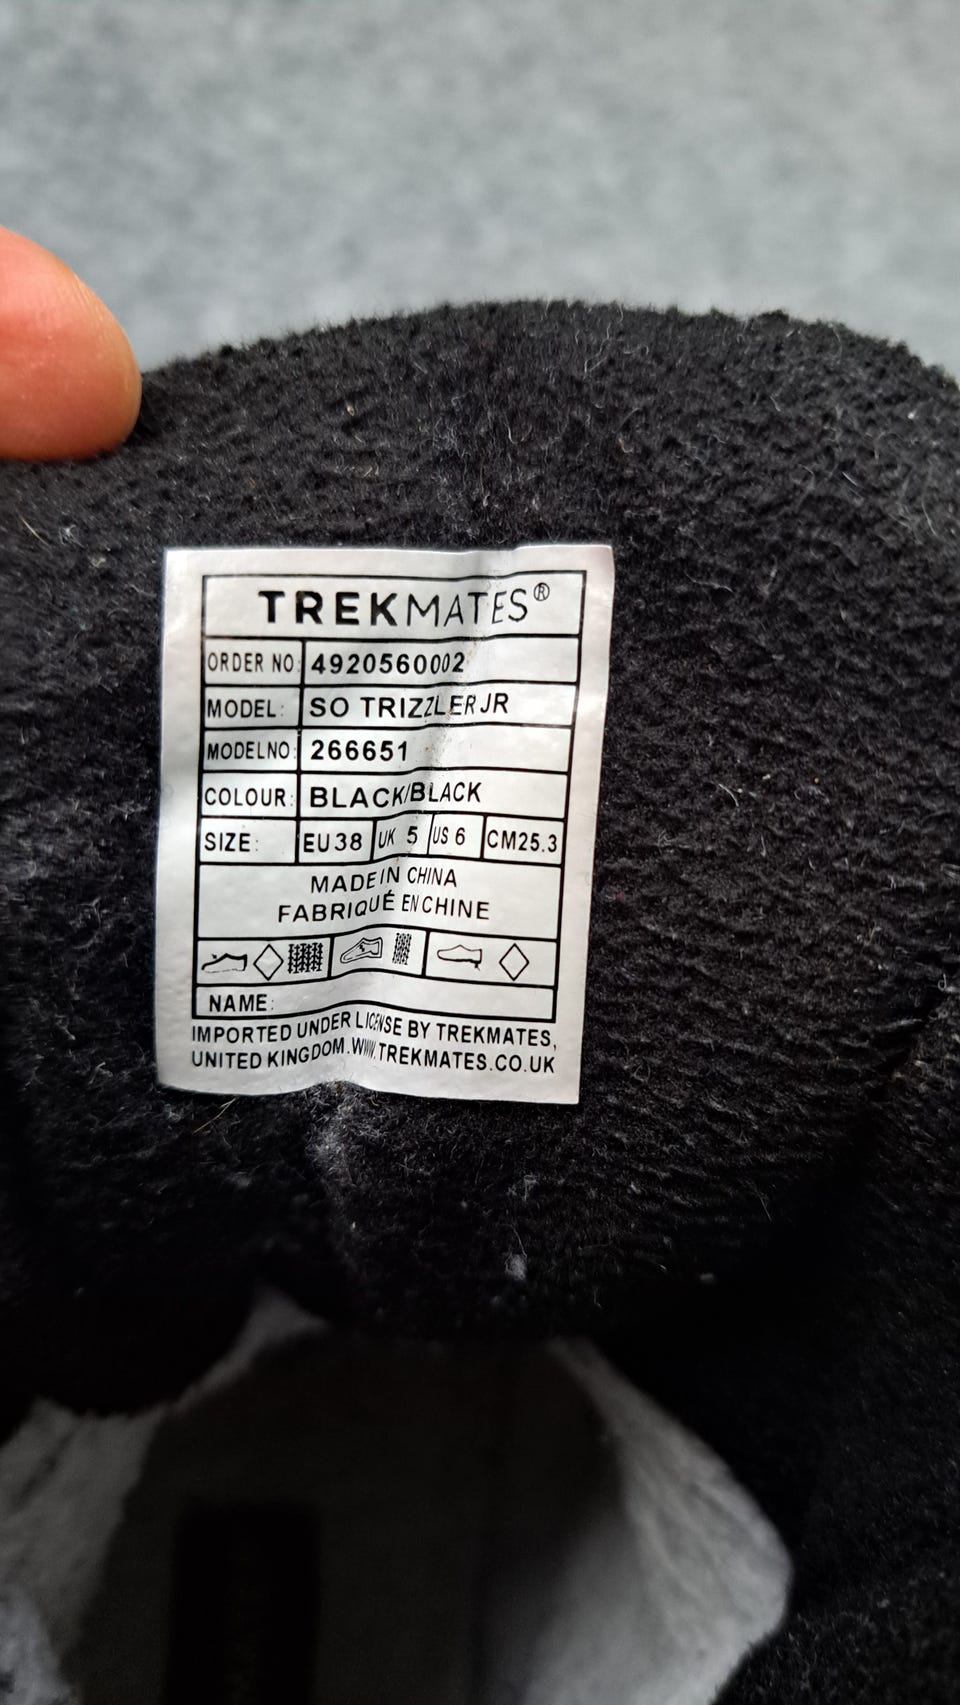 TREKMATES®
ORDER NO: 4920560002
MODEL: SO TRIZZLER JR
MODELNO: 266651
COLOUR: BLACK/BLACK
SIZE: EU38 UK 5 US 6 CM25.3
MADE IN CHINA
FABRIQUÉ EN CHINE
NAME:
IMPORTED UNDER LICENSE BY TREKMATES,
UNITED KINGDOM.WWW.TREKMATES.CO.UK